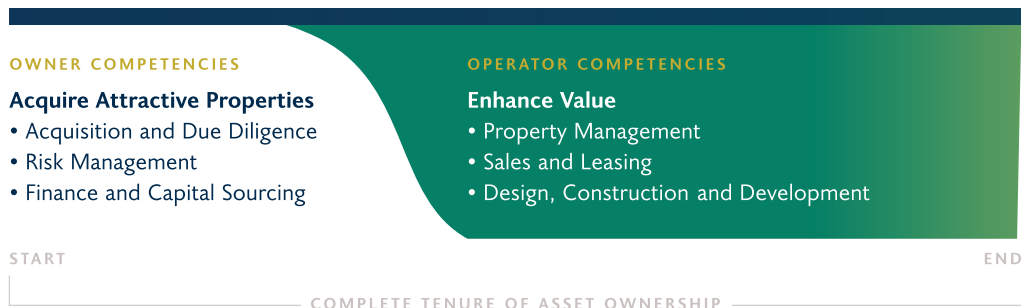 OWNER COMPETENCIES
Acquire Attractive Properties
• Acquisition and Due Diligence
• Risk Management
• Finance and Capital Sourcing
OPERATOR COMPETENCIES
Enhance Value
• Property Management
• Sales and Leasing
• Design, Construction and Development
START
END
COMPLETE TENURE OF ASSET OWNERSHIP